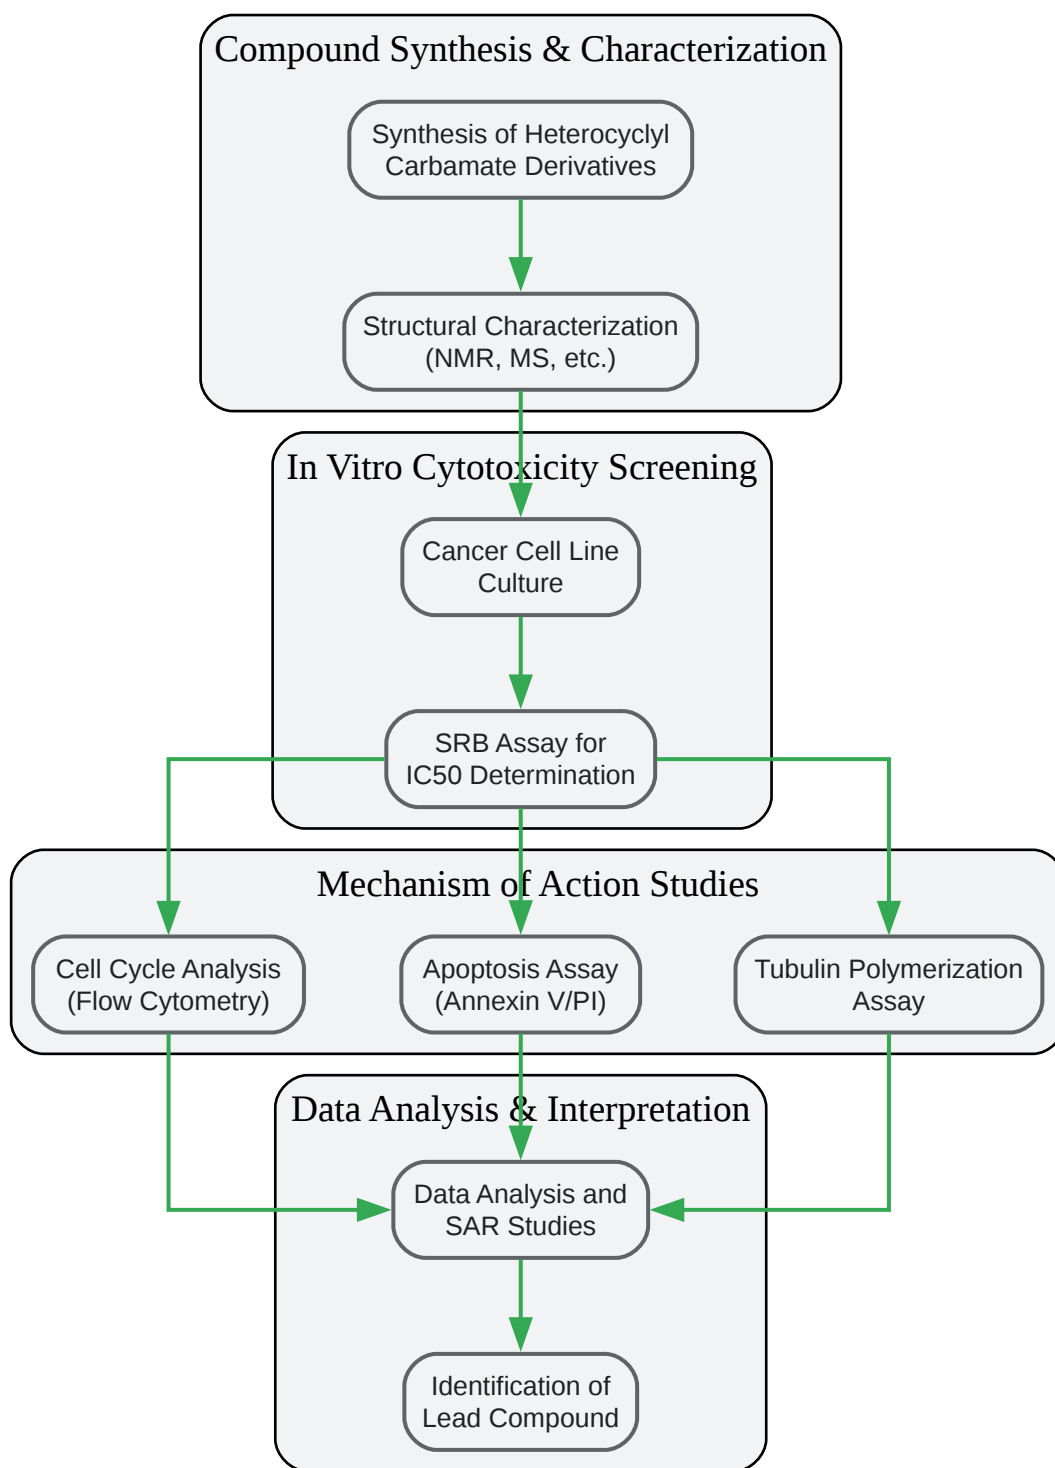 Compound Synthesis & Characterization
Synthesis of Heterocyclyl
Carbamate Derivatives
Structural Characterization
(NMR, MS, etc.)
In Vitro Cytotoxicity Screening
Cancer Cell Line
Culture
SRB Assay for
IC50 Determination
Mechanism of Action Studies
Cell Cycle Analysis
(Flow Cytometry)
Apoptosis Assay
(Annexin V/PI)
Tubulin Polymerization
Assay
Data Analysis & Interpretation
Data Analysis and
SAR Studies
Identification of
Lead Compound